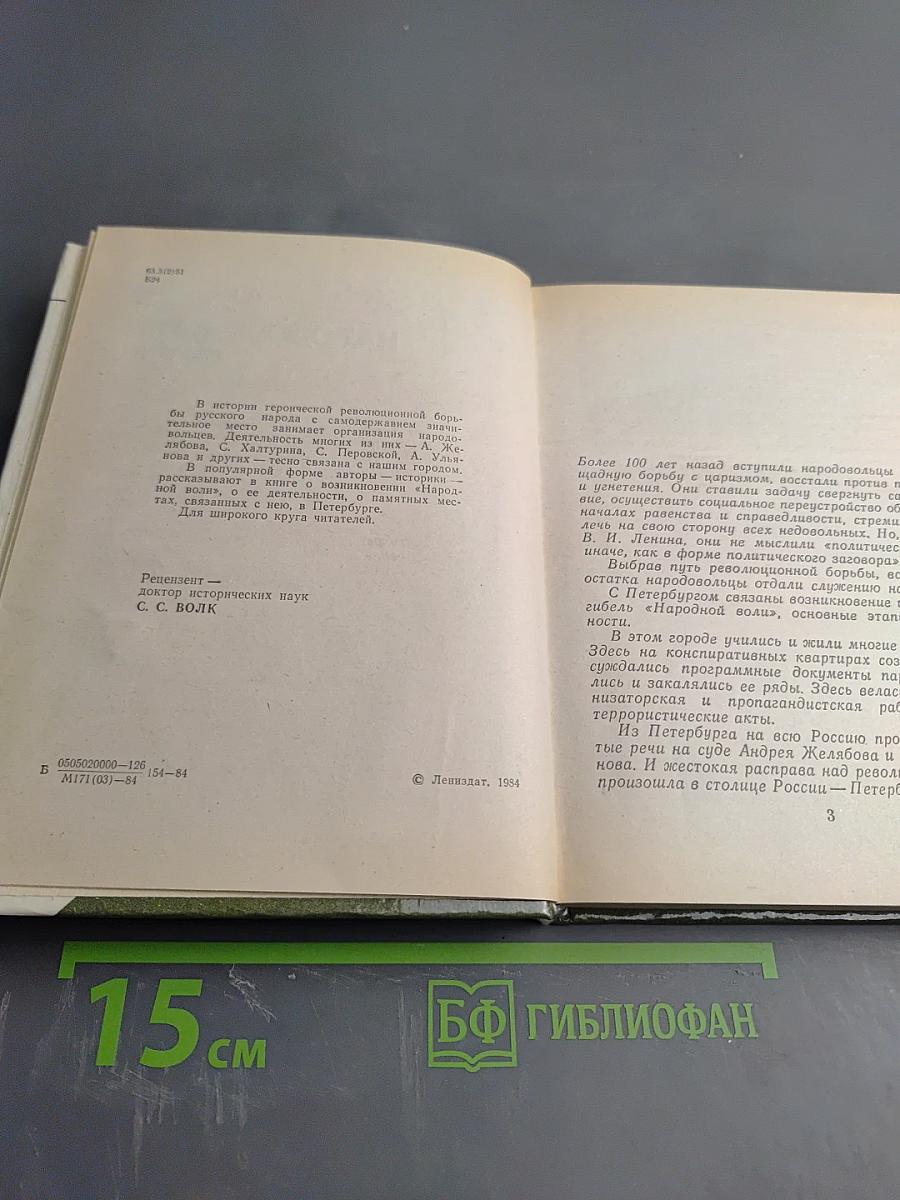 63.3(2)51
Б24
В истории героической революционной борь-
бы русского народа с самодержавием значи-
тельное место занимает организация народо-
вольцев. Деятельность многих из них — А. Же-
лябова, С. Халтурина, С. Перовской, А. Улья-
нова и других — тесно связана с нашим городом.
В популярной форме авторы — историки —
рассказывают в книге о возникновении «Народ-
ной воли», о ее деятельности, о памятных мес-
тах, связанных с нею, в Петербурге.
Для широкого круга читателей.
Рецензент —
доктор исторических наук
С. С. ВОЛК
Б 0505020000—126 154—84
М171(03)—84
© Лениздат, 1984
Более 100 лет назад вступили народовольцы
щадную борьбу с царизмом, восстали против п
и угнетения. Они ставили задачу свергнуть са
вие, осуществить социальное переустройство об
началах равенства и справедливости, стреми
лечь на свою сторону всех недовольных. Но,
В. И. Ленина, они не мыслили «политичес
иначе, как в форме политического заговора»
Выбрав путь революционной борьбы, вс
остатка народовольцы отдали служению на
С Петербургом связаны возникновение и
гибель «Народной воли», основные этап
ности.
В этом городе учились и жили многие
Здесь на конспиративных квартирах соз
суждались программные документы пар
лись и закалялись ее ряды. Здесь велас
низаторская и пропагандистская раб
террористические акты.
Из Петербурга на всю Россию про
тые речи на суде Андрея Желябова и
нова. И жестокая расправа над револ
произошла в столице России — Петерб
3
15 см
БФ ГИБЛИОФАН